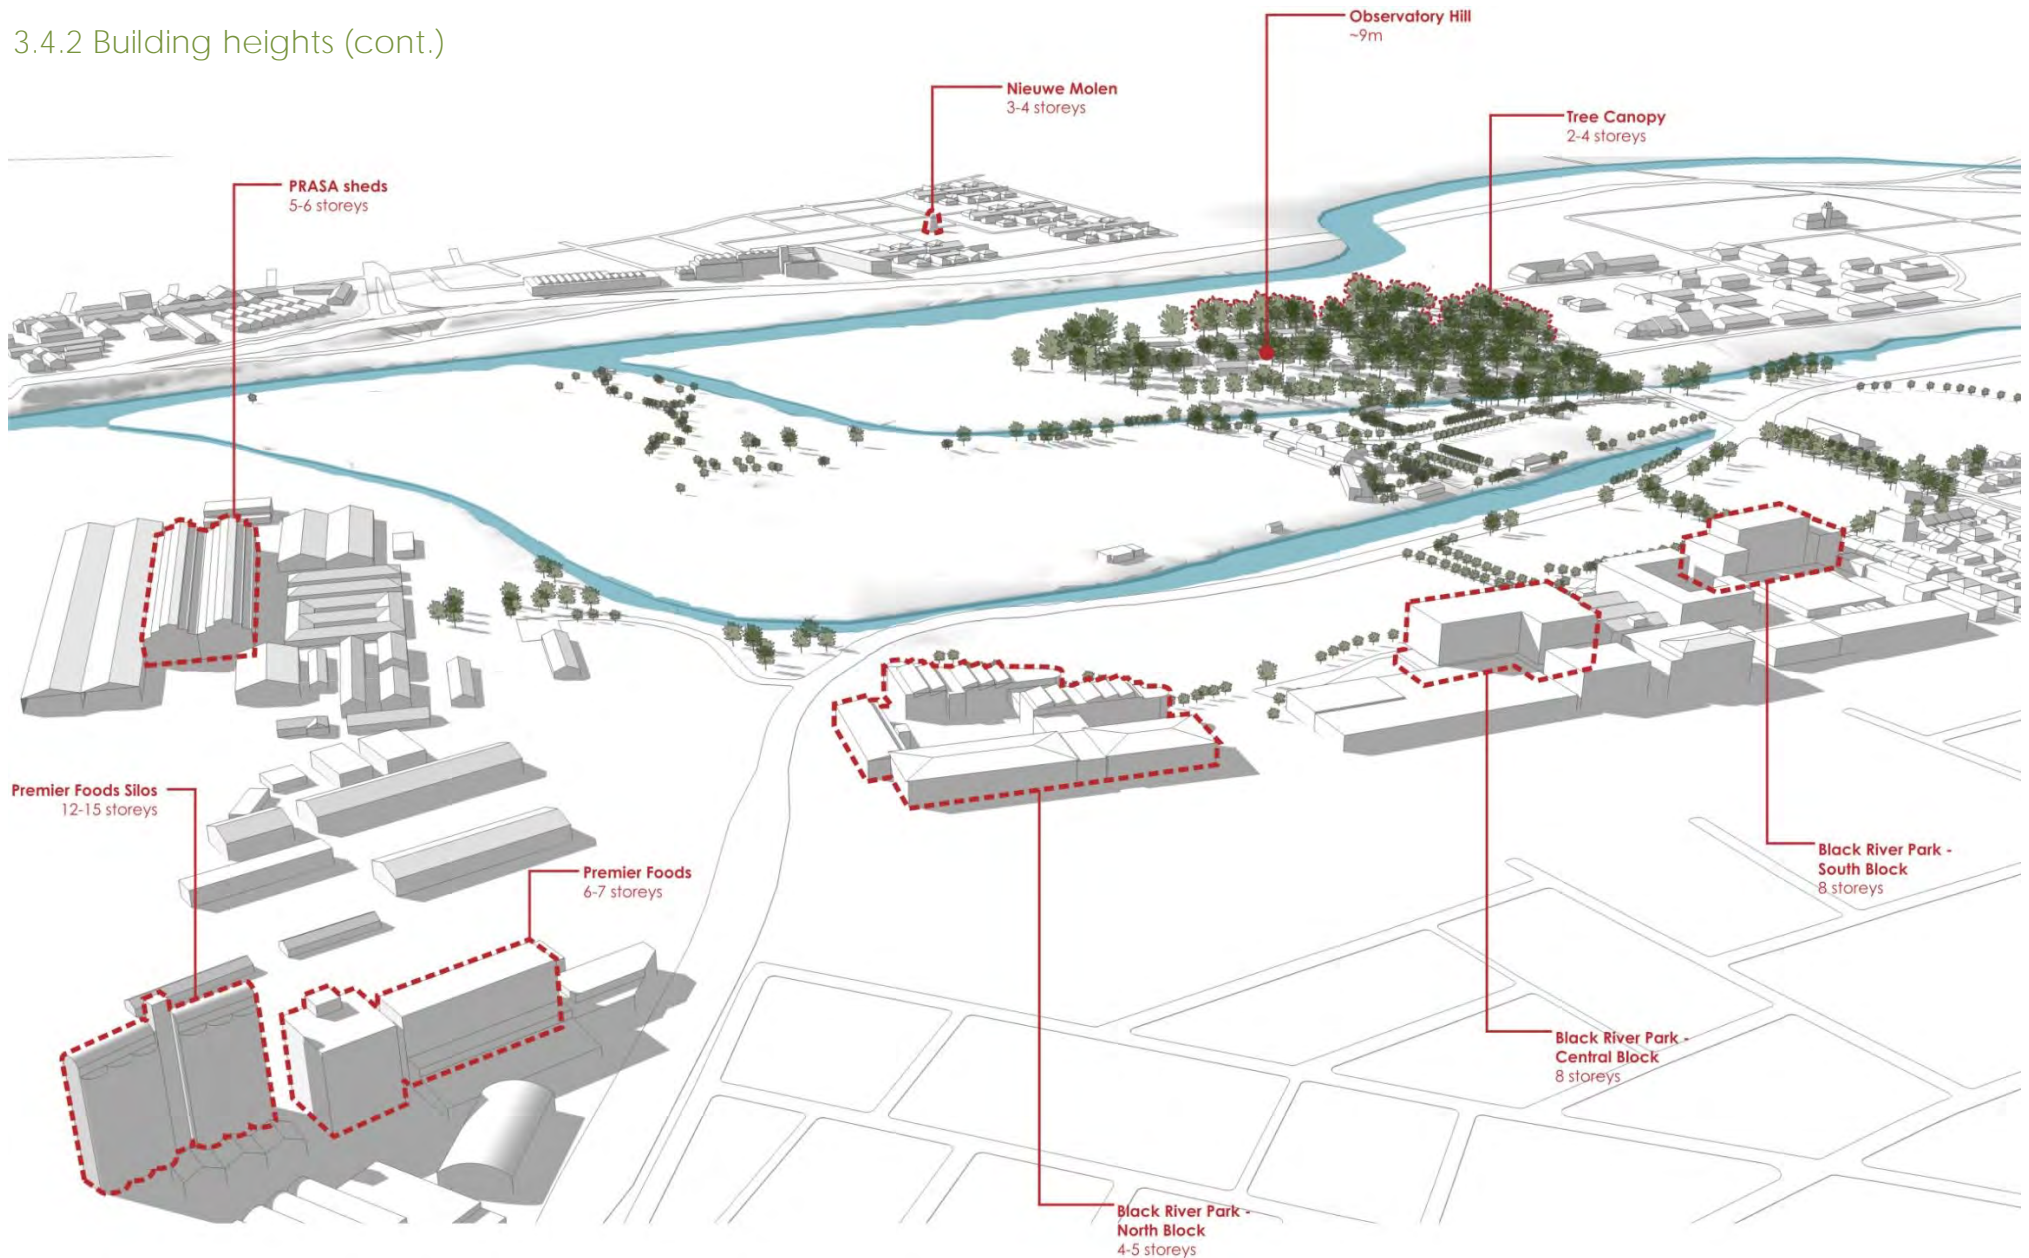 3.4.2 Building heights (cont.)
Observatory Hill
~9m
Nieuwe Molen
3-4 storeys
Tree Canopy
2-4 storeys
PRASA sheds
5-6 storeys
Premier Foods Silos
12-15 storeys
Premier Foods
6-7 storeys
Black River Park -
South Block
8 storeys
Black River Park -
Central Block
8 storeys
Black River Park -
North Block
4-5 storeys